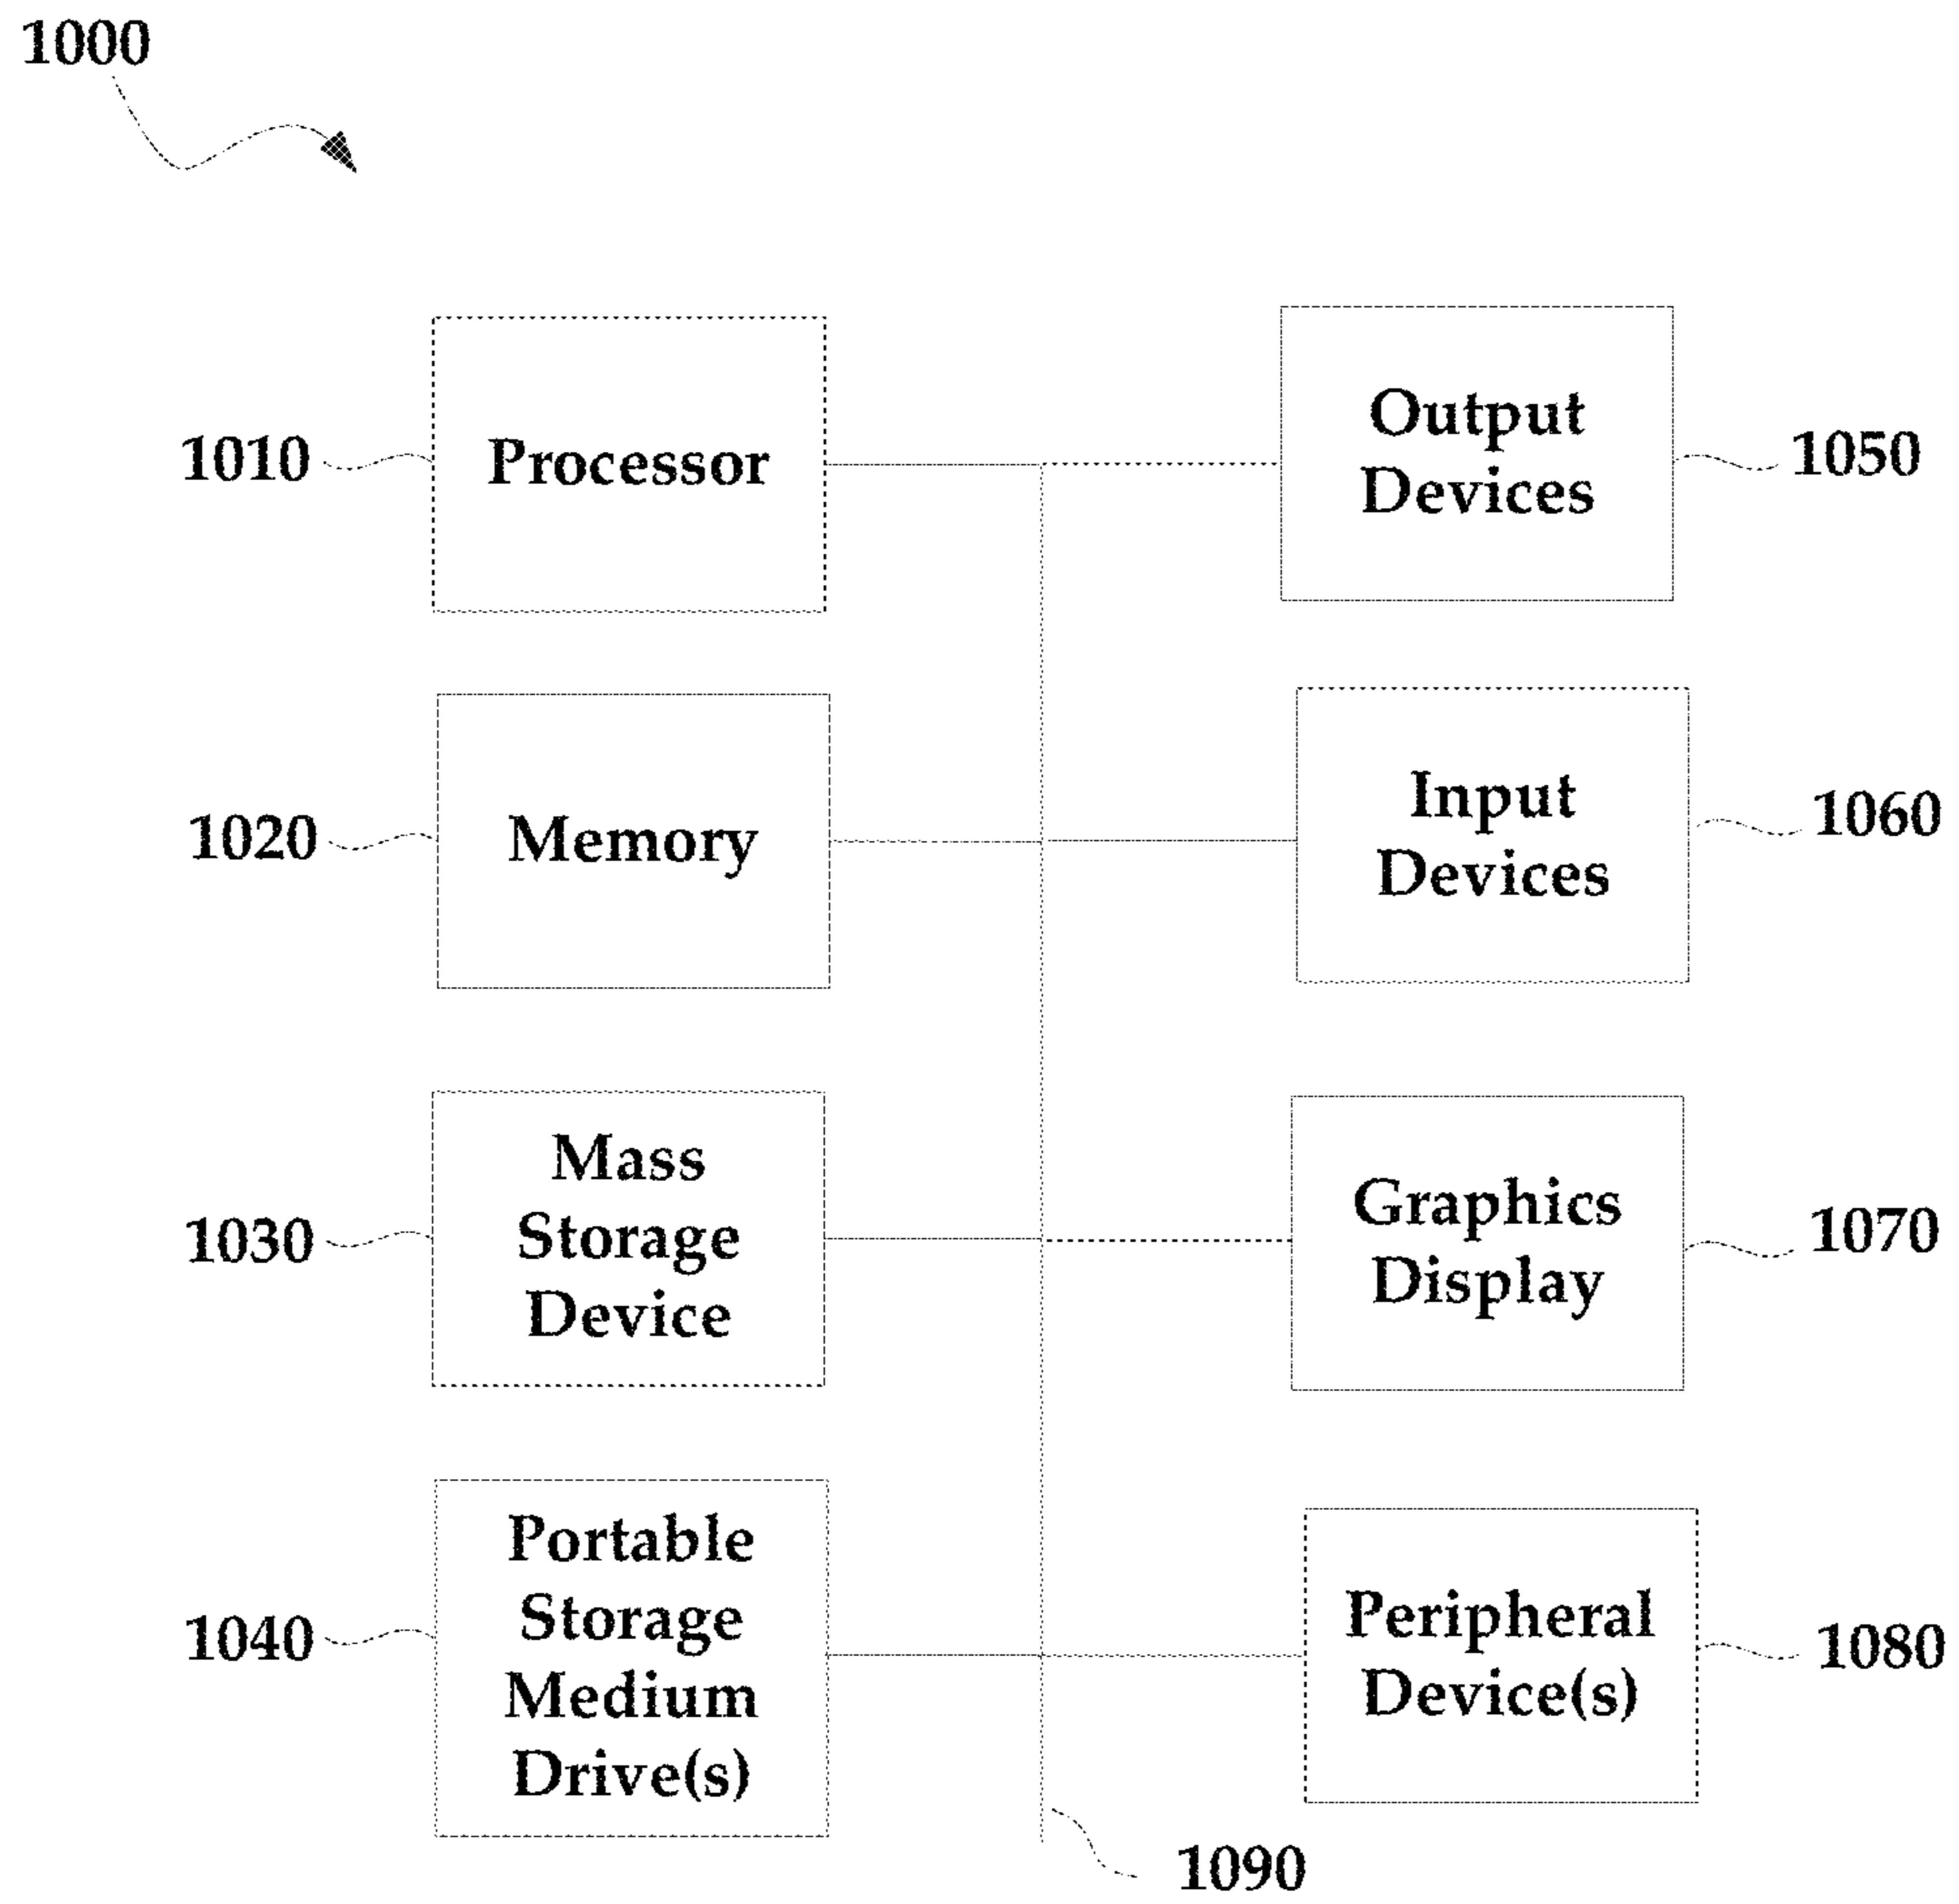 1000
1010
Processor
Output
Devices
1050
1020
Memory
Input
Devices
1060
1030
Mass
Storage
Device
Graphics
Display
1070
1040
Portable
Storage
Medium
Drive(s)
Peripheral
Device(s)
1080
1090